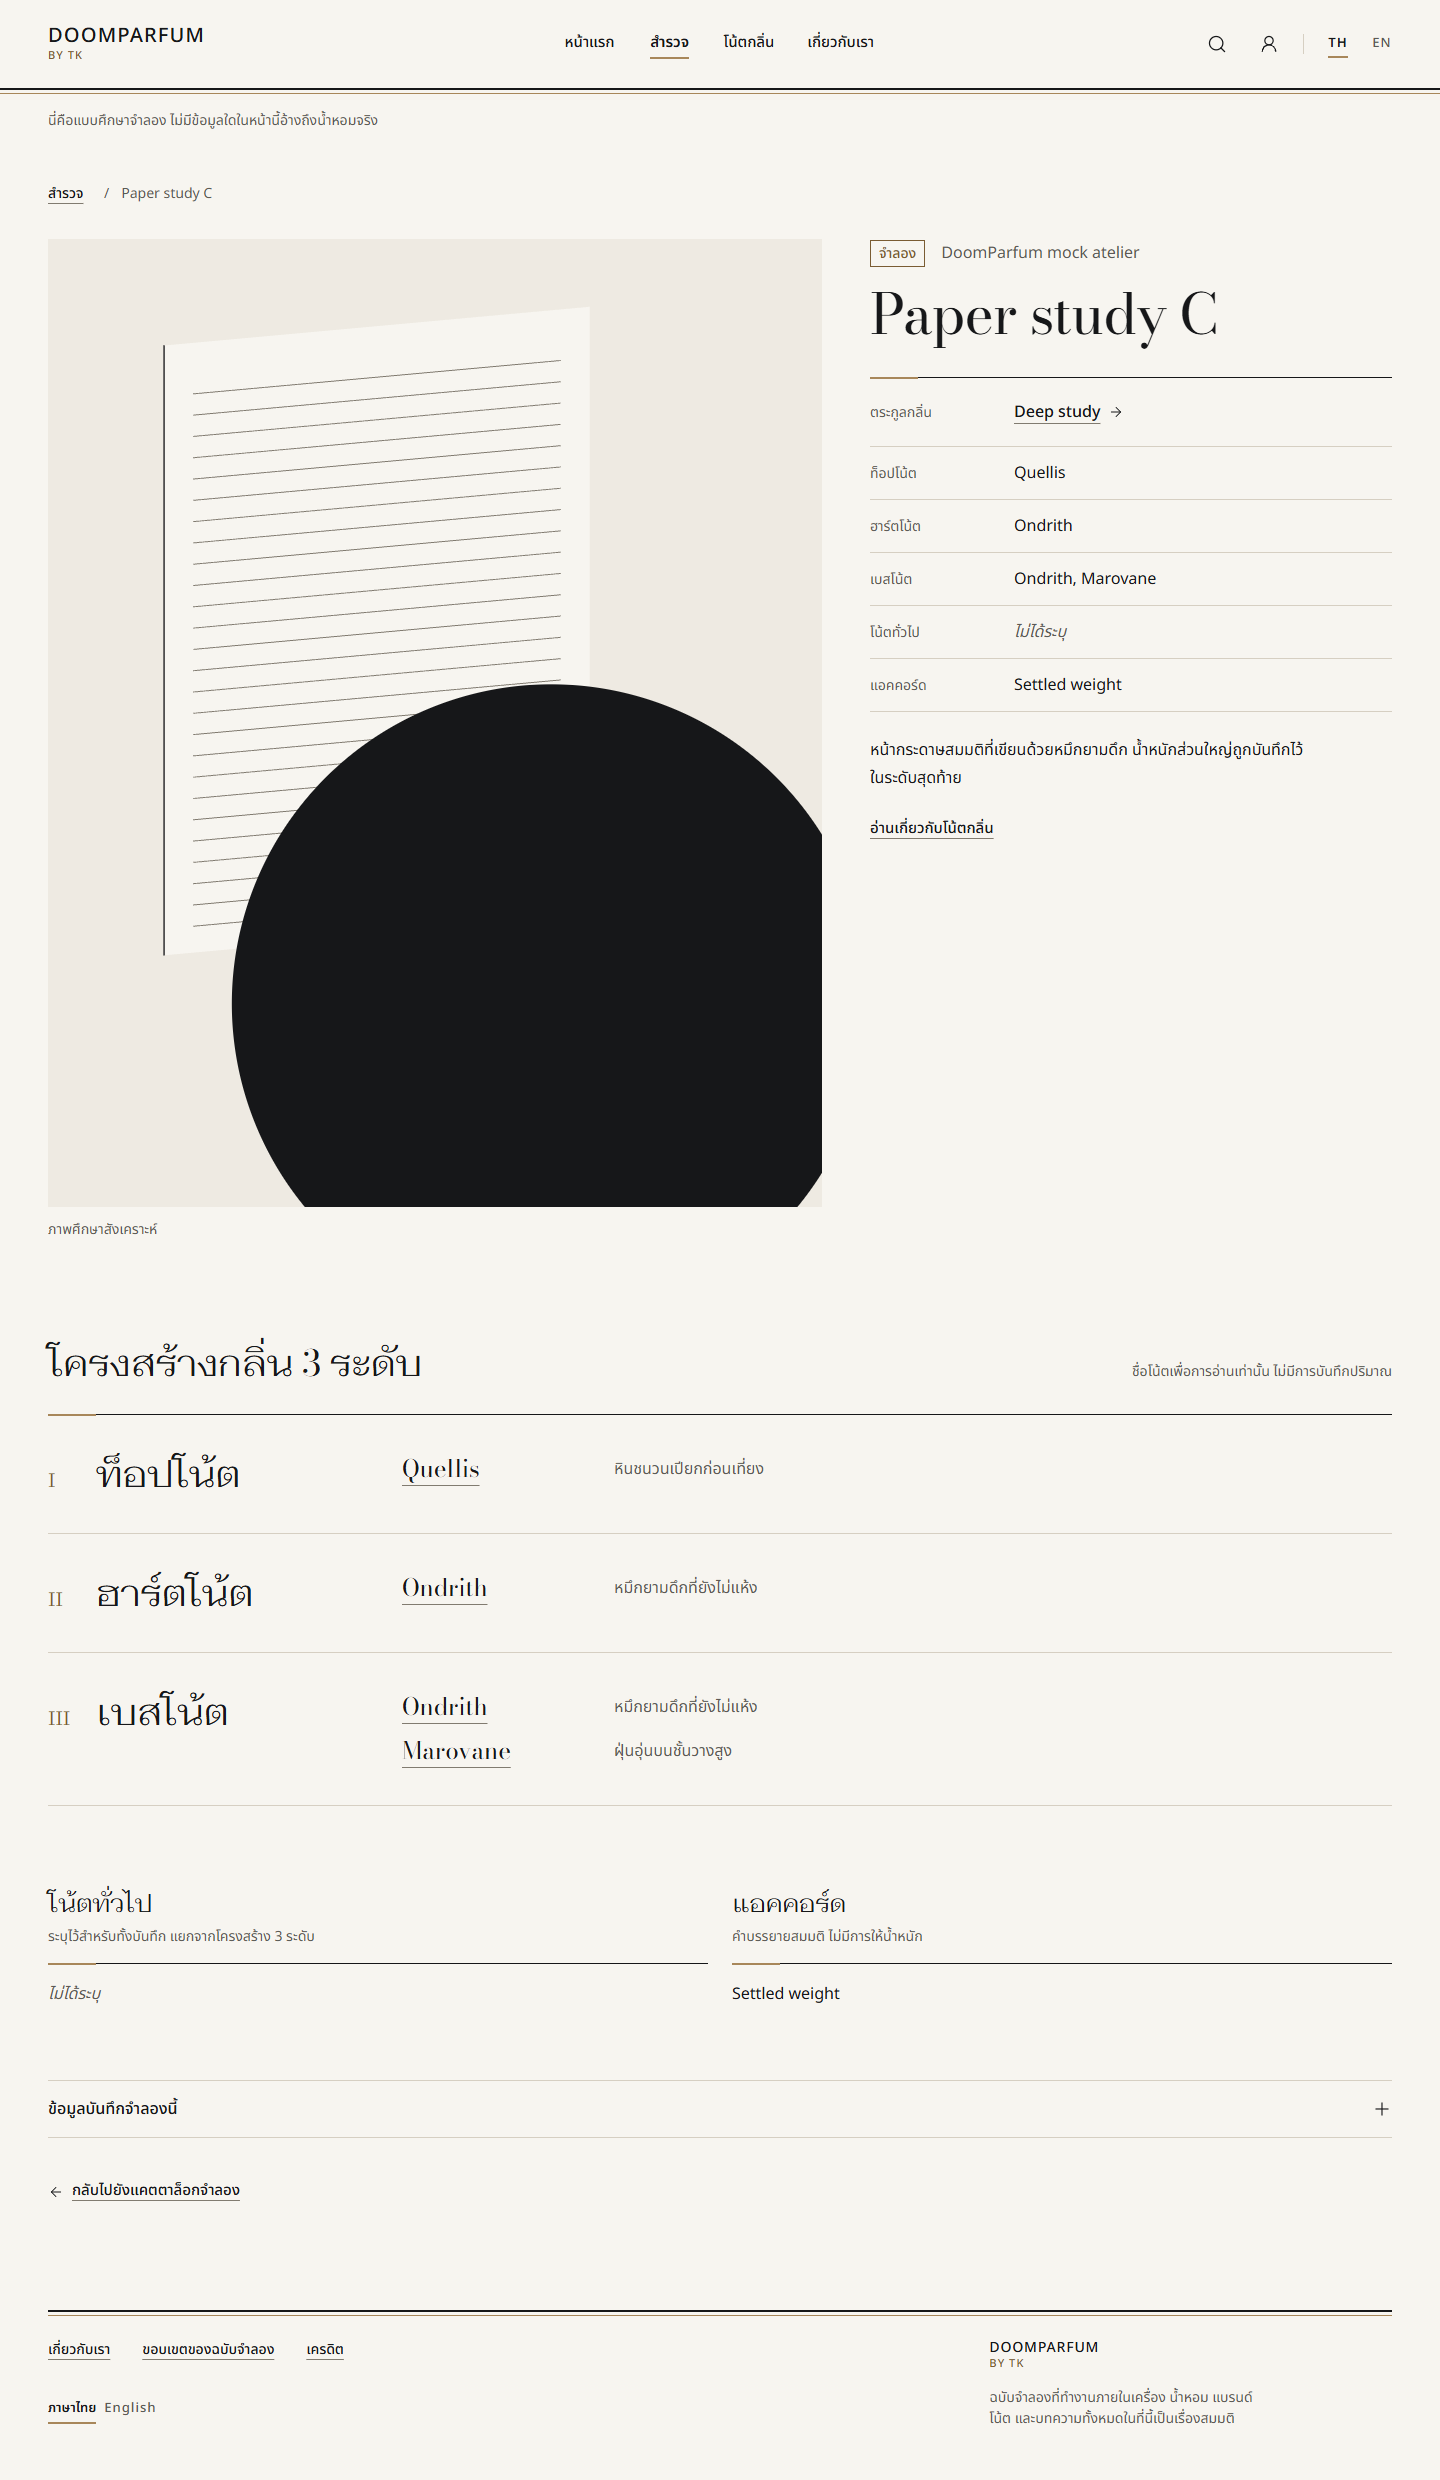 DOOMPARFUM
BY TK
หน้าแรก
สำรวจ
โน้ตกลิ่น
เกี่ยวกับเรา
TH
EN
นี่คือแบบศึกษาจำลอง ไม่มีข้อมูลใดในหน้านี้อ้างถึงน้ำหอมจริง
สำรวจ / Paper study C
จำลอง DoomParfum mock atelier
Paper study C
ตระกูลกลิ่น Deep study →
ท็อปโน้ต Quellis
ฮาร์ตโน้ต Ondrith
เบสโน้ต Ondrith, Marovane
โน้ตทั่วไป ไม่ได้ระบุ
แอคคอร์ด Settled weight
หน้ากระดาษสมมติที่เขียนด้วยหมึกยามดึก น้ำหนักส่วนใหญ่ถูกบันทึกไว้
ในระดับสุดท้าย
อ่านเกี่ยวกับโน้ตกลิ่น
ภาพศึกษาสังเคราะห์
โครงสร้างกลิ่น 3 ระดับ
ชื่อโน้ตเพื่อการอ่านเท่านั้น ไม่มีการบันทึกปริมาณ
I ท็อปโน้ต Quellis หินชนวนเปียกก่อนเที่ยง
II ฮาร์ตโน้ต Ondrith หมึกยามดึกที่ยังไม่แห้ง
III เบสโน้ต Ondrith หมึกยามดึกที่ยังไม่แห้ง
Marovane ฝุ่นอุ่นบนชั้นวางสูง
โน้ตทั่วไป
ระบุไว้สำหรับทั้งบันทึก แยกจากโครงสร้าง 3 ระดับ
ไม่ได้ระบุ
แอคคอร์ด
คำบรรยายสมมติ ไม่มีการให้น้ำหนัก
Settled weight
ข้อมูลบันทึกจำลองนี้
← กลับไปยังแคตตาล็อกจำลอง
เกี่ยวกับเรา ขอบเขตของฉบับจำลอง เครดิต
ภาษาไทย English
DOOMPARFUM
BY TK
ฉบับจำลองที่ทำงานภายในเครื่อง น้ำหอม แบรนด์
โน้ต และบทความทั้งหมดในที่นี้เป็นเรื่องสมมติ